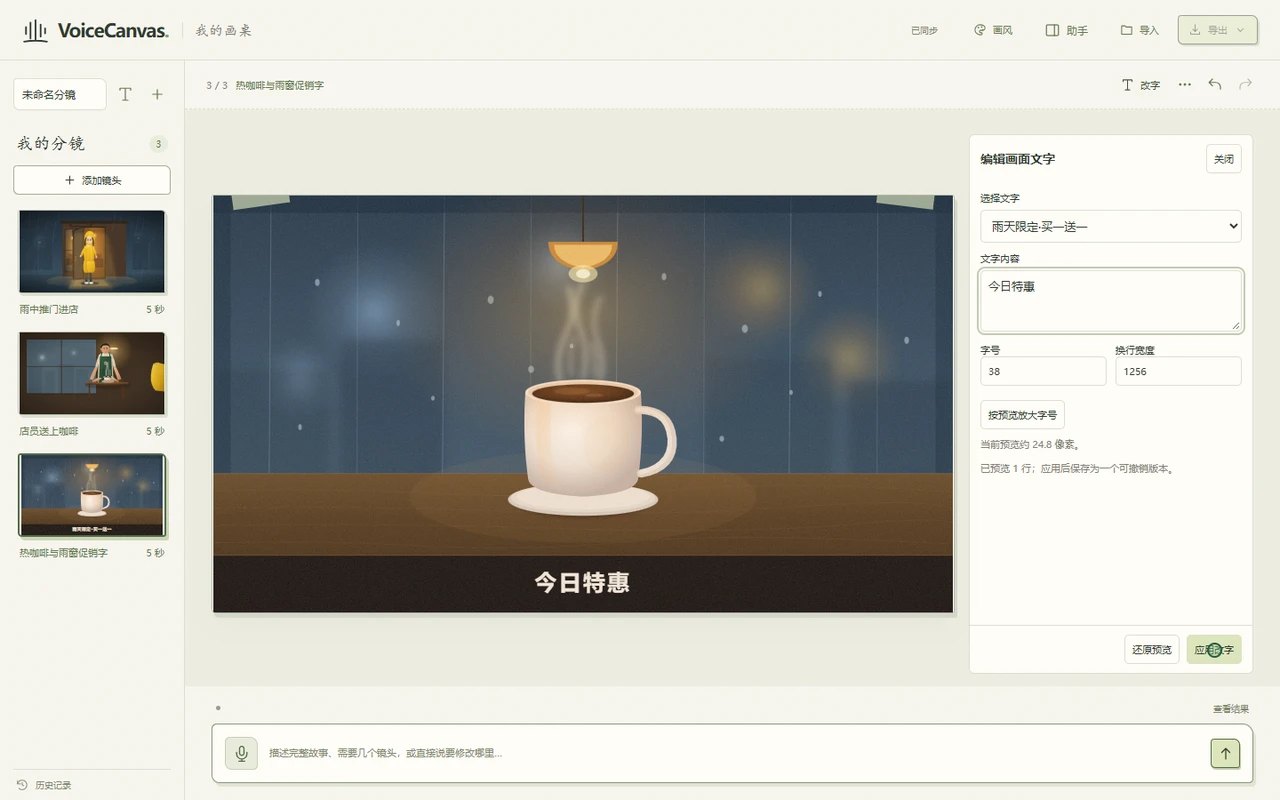 VoiceCanvas.
我的画桌
已同步
画风
助手
导入
导出
未命名分镜
3 / 3 热咖啡与雨窗促销字
改字
我的分镜
3
添加镜头
雨中推门进店 5 秒
店员送上咖啡 5 秒
雨天限定·买一送一
热咖啡与雨窗促销字 5 秒
历史记录
今日特惠
编辑画面文字
关闭
选择文字
雨天限定·买一送一
文字内容
今日特惠
字号
换行宽度
38
1256
按预览放大字号
当前预览约 24.8 像素。
已预览 1 行；应用后保存为一个可撤销版本。
还原预览
查看结果
描述完整故事、需要几个镜头，或直接说要修改哪里...